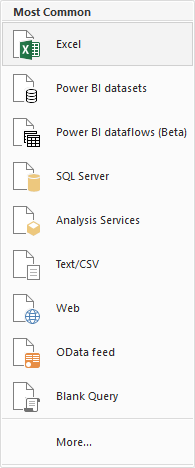 Most Common
Excel
Power BI datasets
Power BI dataflows (Beta)
SQL Server
Analysis Services
Text/CSV
Web
OData feed
Blank Query
More...